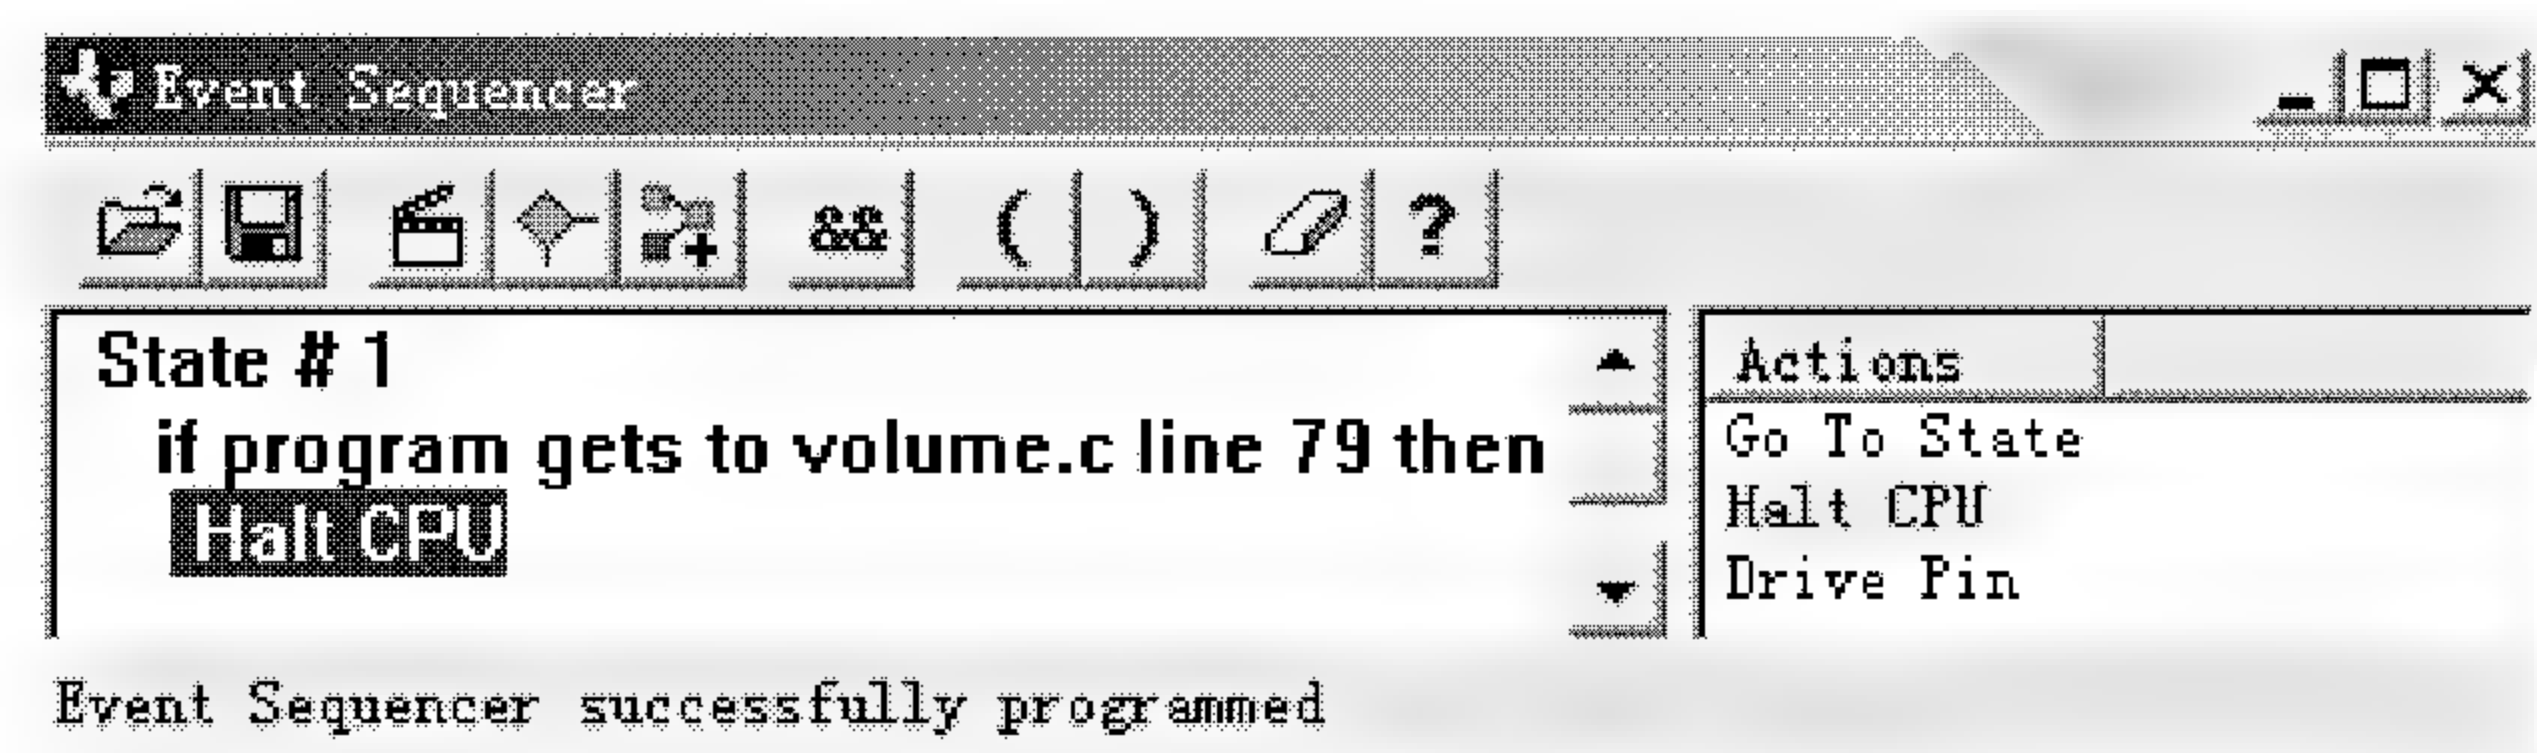 Event Sequencer
State # 1
if program gets to volume.c line 79 then
Halt CPU
Actions
Go To State
Halt CPU
Drive Pin
Event Sequencer successfully programmed